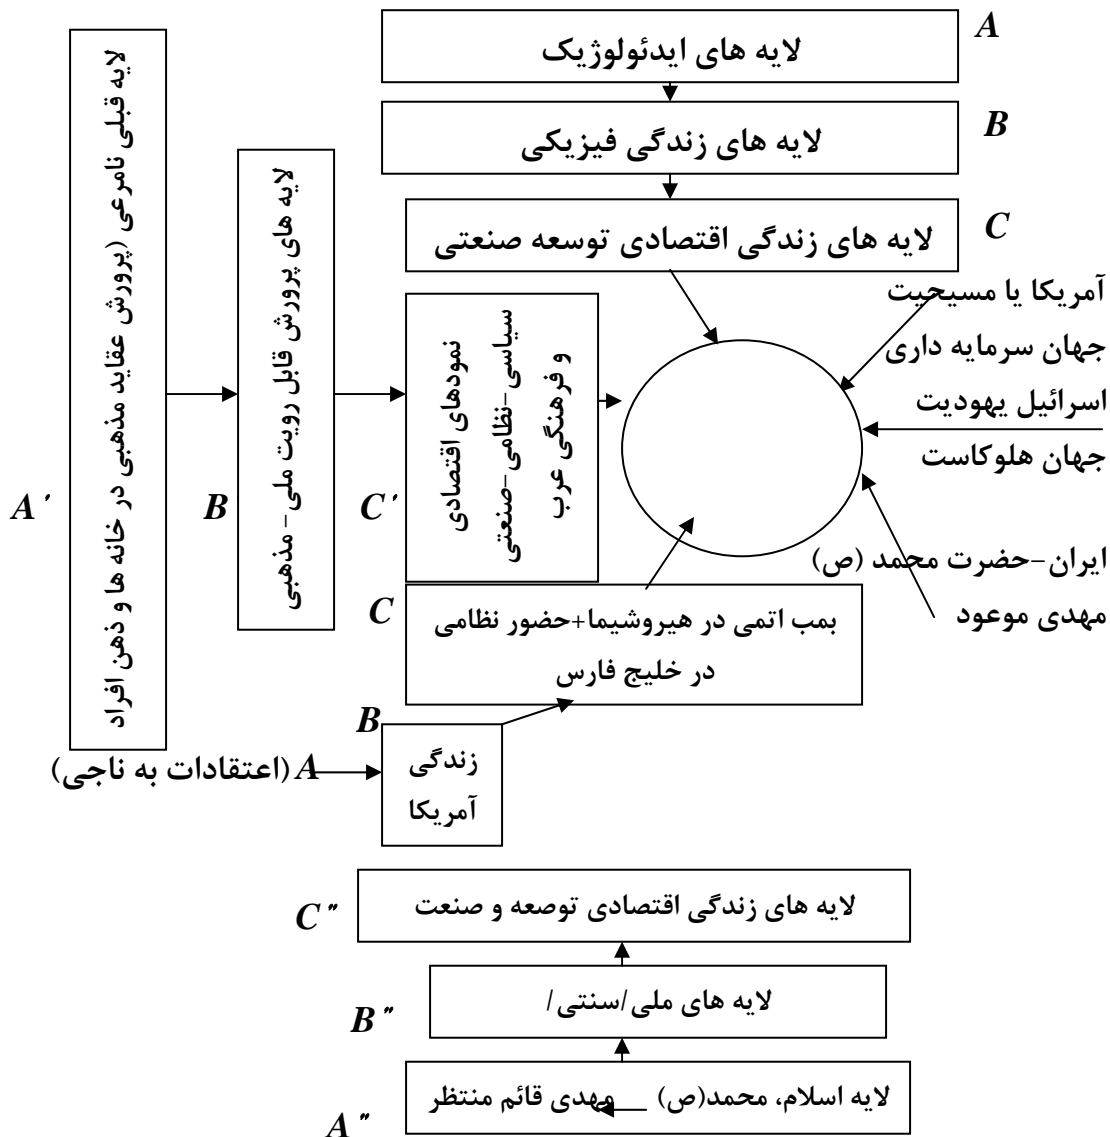 A
لایه های ایدئولوژیک
B
لایه های زندگی فیزیکی
C
لایه های زندگی اقتصادی توسعه صنعتی
آمریکا یا مسیحیت
جهان سرمایه داری
اسرائیل یهودیت
جهان هلوکاست
ایران-حضرت محمد (ص)
مهدی موعود
نمودهای اقتصادی
سیاسی-نظامی-صنعتی
و فرهنگی عرب
C′
لایه های پرورش قابل رویت ملی-مذهبی
B
لایه قبلی نامرعی (پرورش عقاید مذهبی در خانه ها و ذهن افراد
A′
C
بمب اتمی در هیروشیما+حضور نظامی
در خلیج فارس
B
زندگی
آمریکا
A (اعتقادات به ناجی)
C″
لایه های زندگی اقتصادی توصعه و صنعت
B″
لایه های ملی/سنتی/
A″
لایه اسلام، محمد(ص) مهدی قائم منتظر